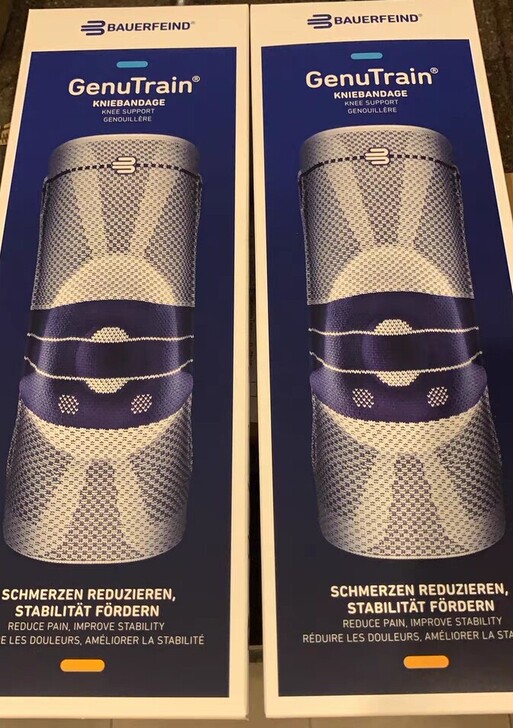 BAUERFEIND®
GenuTrain®
KNIEBANDAGE
KNEE SUPPORT
GENOUILLÈRE
SCHMERZEN REDUZIEREN,
STABILITÄT FÖRDERN
REDUCE PAIN, IMPROVE STABILITY
LES DOULEURS, AMÉLIORER LA STABILITÉ
BAUERFEIND®
GenuTrain®
KNIEBANDAGE
KNEE SUPPORT
GENOUILLÈRE
SCHMERZEN REDUZIEREN,
STABILITÄT FÖRDERN
REDUCE PAIN, IMPROVE STABILITY
RÉDUIRE LES DOULEURS, AMÉLIORER LA